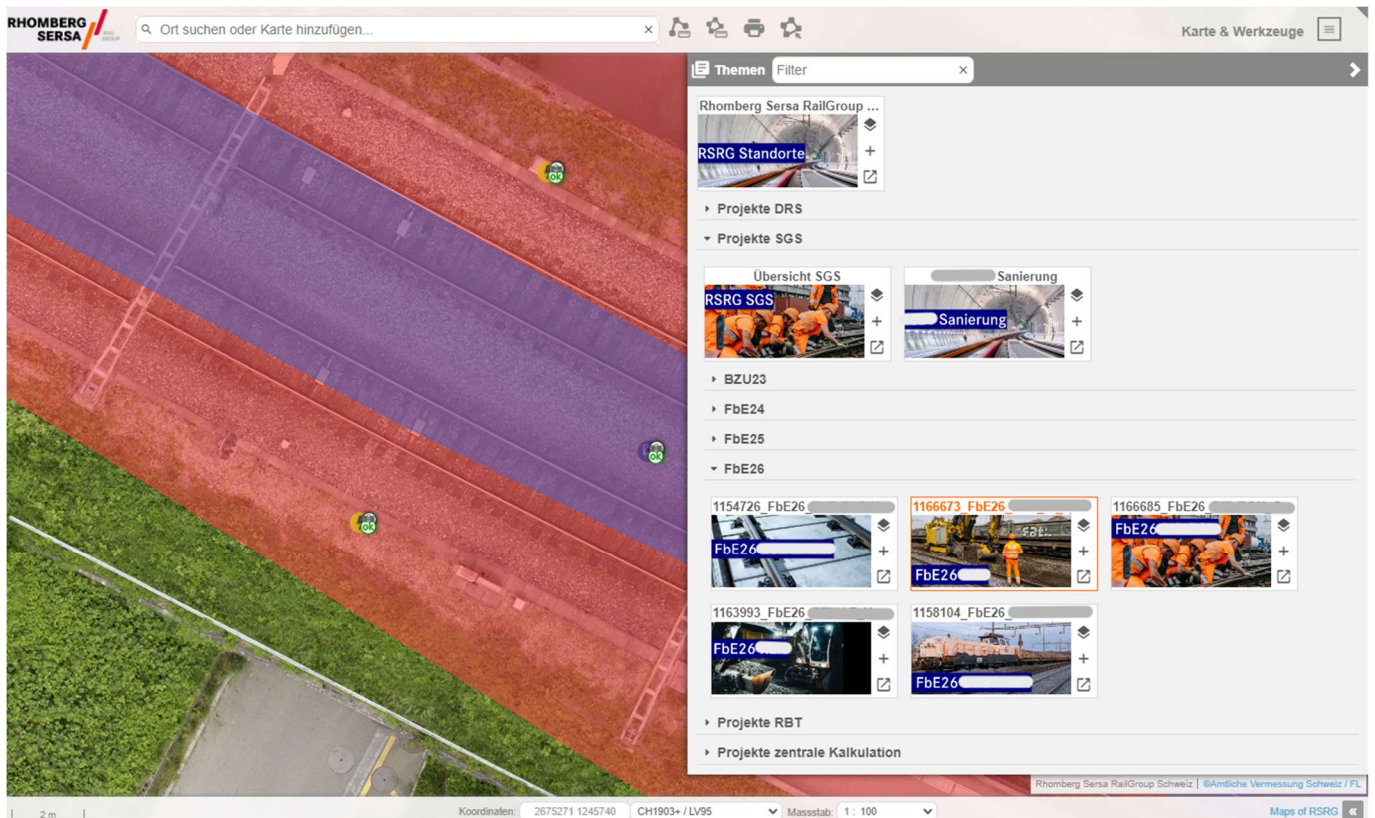 RHOMBERG
SERSA RAIL
GROUP
Ort suchen oder Karte hinzufügen...
Karte & Werkzeuge
Themen Filter
Rhomberg Sersa RailGroup ...
RSRG Standorte
Projekte DRS
Projekte SGS
Übersicht SGS Sanierung
RSRG SGS
Sanierung
BZU23
FbE24
FbE25
FbE26
1154726_FbE26 1166673_FbE26 1166685_FbE26
FbE26
FbE26
FbE26
1163993_FbE26 1158104_FbE26
FbE26
FbE26
Projekte RBT
Projekte zentrale Kalkulation
ok
ok
ok
Rhomberg Sersa RailGroup Schweiz | ©Amtliche Vermessung Schweiz / FL
2 m Koordinaten: 2675271 1245740 CH1903+ / LV95 Massstab: 1 : 100 Maps of RSRG